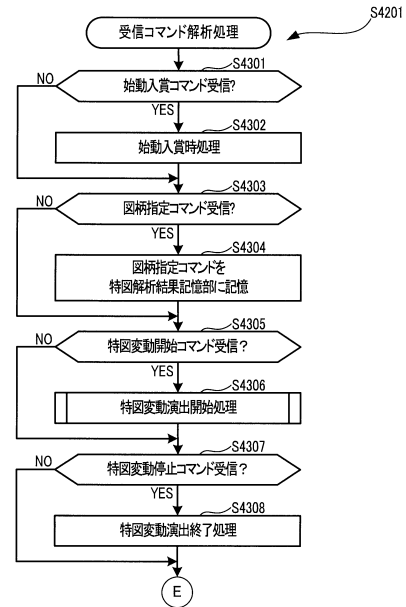 S4201
受信コマンド解析処理
S4301
始動入賞コマンド受信?
NO
YES
S4302
始動入賞時処理
S4303
図柄指定コマンド受信?
NO
YES
S4304
図柄指定コマンドを
特図解析結果記憶部に記憶
S4305
特図変動開始コマンド受信?
NO
YES
S4306
特図変動演出開始処理
S4307
特図変動停止コマンド受信?
NO
YES
S4308
特図変動演出終了処理
E